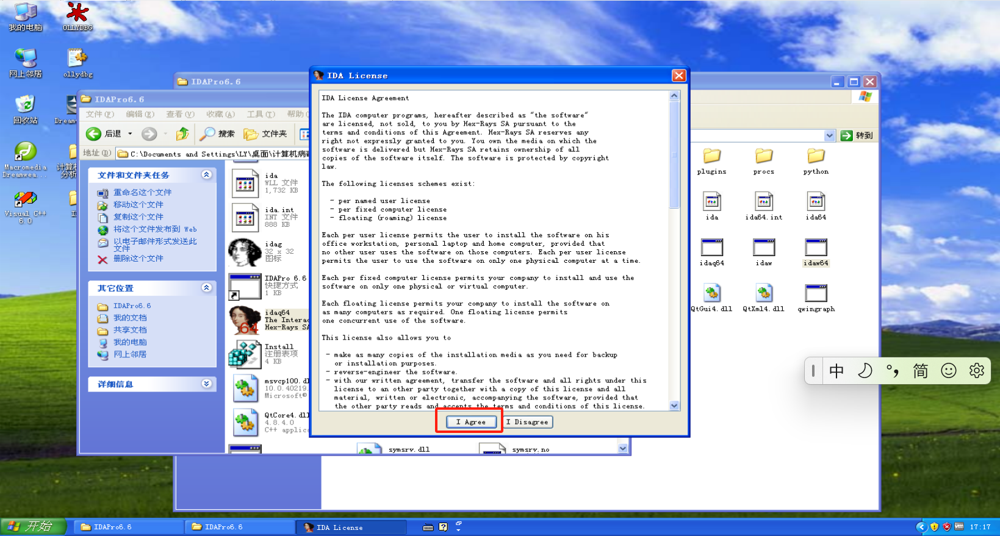 我的电脑
OLLYDBG
网上邻居
ollydbg
回收站
Macromedia
Dreamwea...
Visual C++
6.0
IDAPro6.6
IDAPro6.6
文件(F) 编辑(E) 查看(V) 收藏(A) 工具(T) 帮助
后退 搜索 文件夹
地址(D) C:\Documents and Settings\LY\桌面\计算机病
转到
文件和文件夹任务
重命名这个文件
移动这个文件
复制这个文件
将这个文件发布到 Web
以电子邮件形式发送此
文件
删除这个文件
其它位置
IDAPro6.6
我的文档
共享文档
我的电脑
网上邻居
详细信息
ida
WLL 文件
1,732 KB
ida.int
INT 文件
888 KB
idag
32 x 32
图标
IDAPro 6.6
快捷方式
1 KB
64
idaq64
The Intera
Hex-Rays SA
Install
注册表项
4 KB
msvcp100.dl
10.0.40219.
Microsoft®
QtCore4.dll
4.8.4.0
C++ applic
symsrv.dll
symsrv.no
IDA License
IDA License Agreement
The IDA computer programs, hereafter described as "the software"
are licensed, not sold, to you by Hex-Rays SA pursuant to the
terms and conditions of this Agreement. Hex-Rays SA reserves any
right not expressly granted to you. You own the media on which the
software is delivered but Hex-Rays SA retains ownership of all
copies of the software itself. The software is protected by copyright
law.
The following licenses schemes exist:
- per named user license
- per fixed computer license
- floating (roaming) license
Each per user license permits the user to install the software on his
office workstation, personal laptop and home computer, provided that
no other user uses the software on those computers. Each per user license
permits the user to use the software on only one physical computer at a time.
Each per fixed computer license permits your company to install and use the
software on only one physical or virtual computer.
Each floating license permits your company to install the software on
as many computers as required. One floating license permits
one concurrent use of the software.
This license also allows you to
- make as many copies of the installation media as you need for backup
or installation purposes.
- reverse-engineer the software.
- with our written agreement, transfer the software and all rights under this
license to an other party together with a copy of this license and all
material, written or electronic, accompanying the software, provided that
the other party reads and accepts the terms and conditions of this license.
I Agree I Disagree
plugins procs python
ida ida64.int ida64
idaq64 idaw idaw64
QtGui4.dll QtXml4.dll qwingraph
中 简
开始 IDAPro6.6 IDAPro6.6 IDA License 17:17